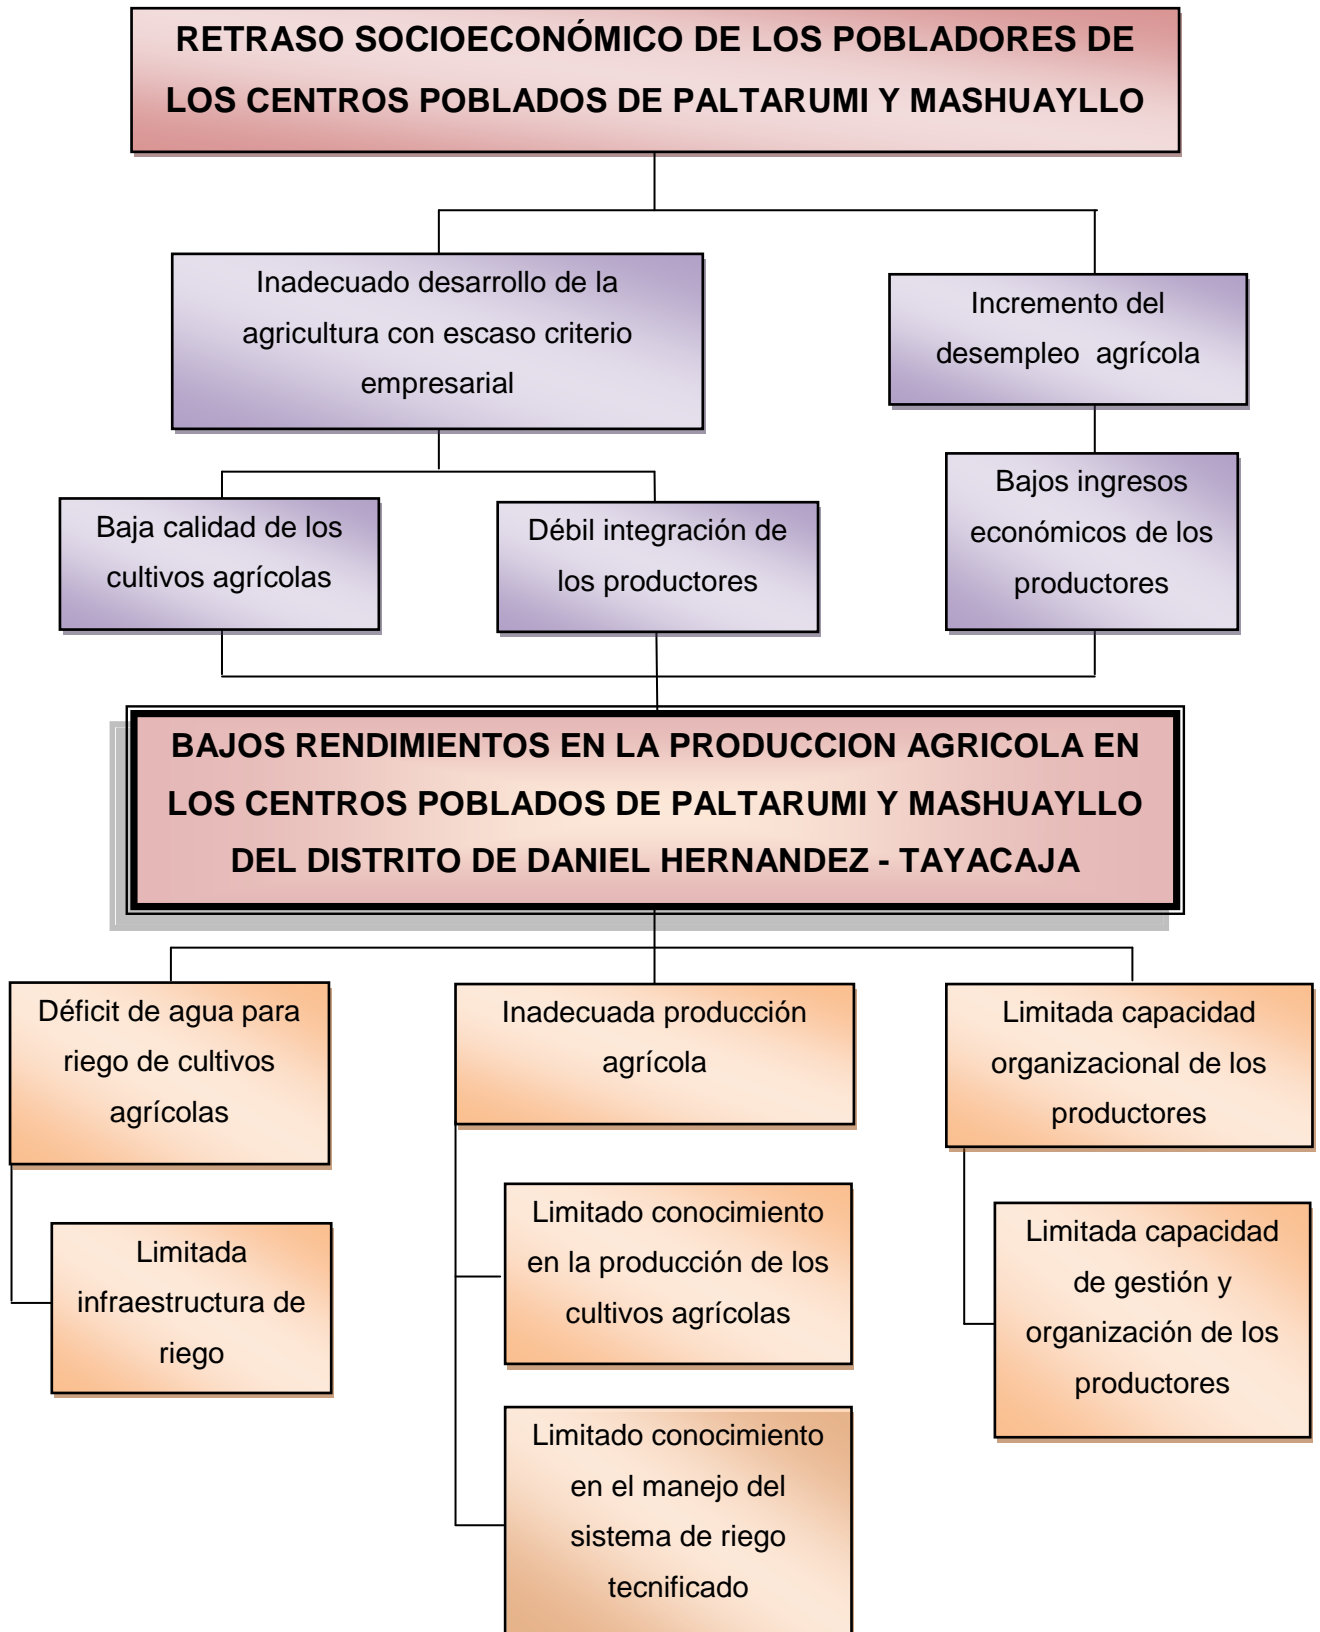 RETRASO SOCIOECONÓMICO DE LOS POBLADORES DE
LOS CENTROS POBLADOS DE PALTARUMI Y MASHUAYLLO
Inadecuado desarrollo de la
agricultura con escaso criterio
empresarial
Incremento del
desempleo agrícola
Baja calidad de los
cultivos agrícolas
Débil integración de
los productores
Bajos ingresos
económicos de los
productores
BAJOS RENDIMIENTOS EN LA PRODUCCION AGRICOLA EN
LOS CENTROS POBLADOS DE PALTARUMI Y MASHUAYLLO
DEL DISTRITO DE DANIEL HERNANDEZ - TAYACAJA
Déficit de agua para
riego de cultivos
agrícolas
Inadecuada producción
agrícola
Limitada capacidad
organizacional de los
productores
Limitada
infraestructura de
riego
Limitado conocimiento
en la producción de los
cultivos agrícolas
Limitada capacidad
de gestión y
organización de los
productores
Limitado conocimiento
en el manejo del
sistema de riego
tecnificado